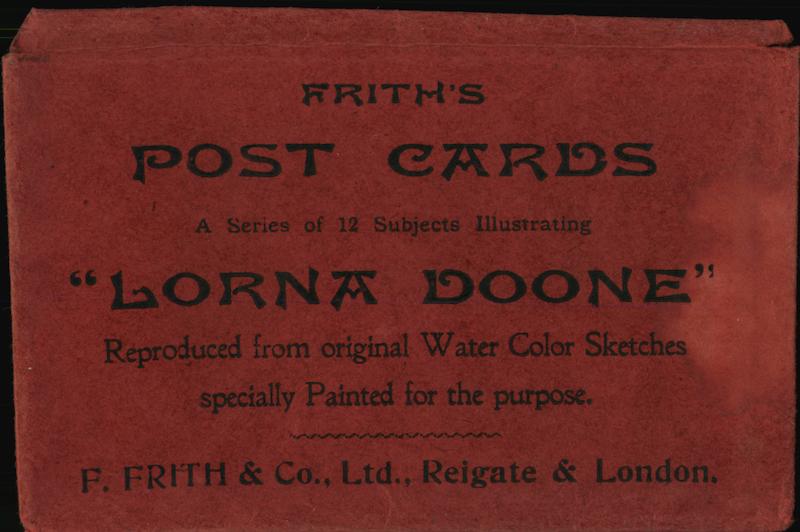 FRITH'S
POST CARDS
A Series of 12 Subjects Illustrating
"LORNA DOONE"
Reproduced from original Water Color Sketches
specially Painted for the purpose.
F. FRITH & Co., Ltd., Reigate & London.